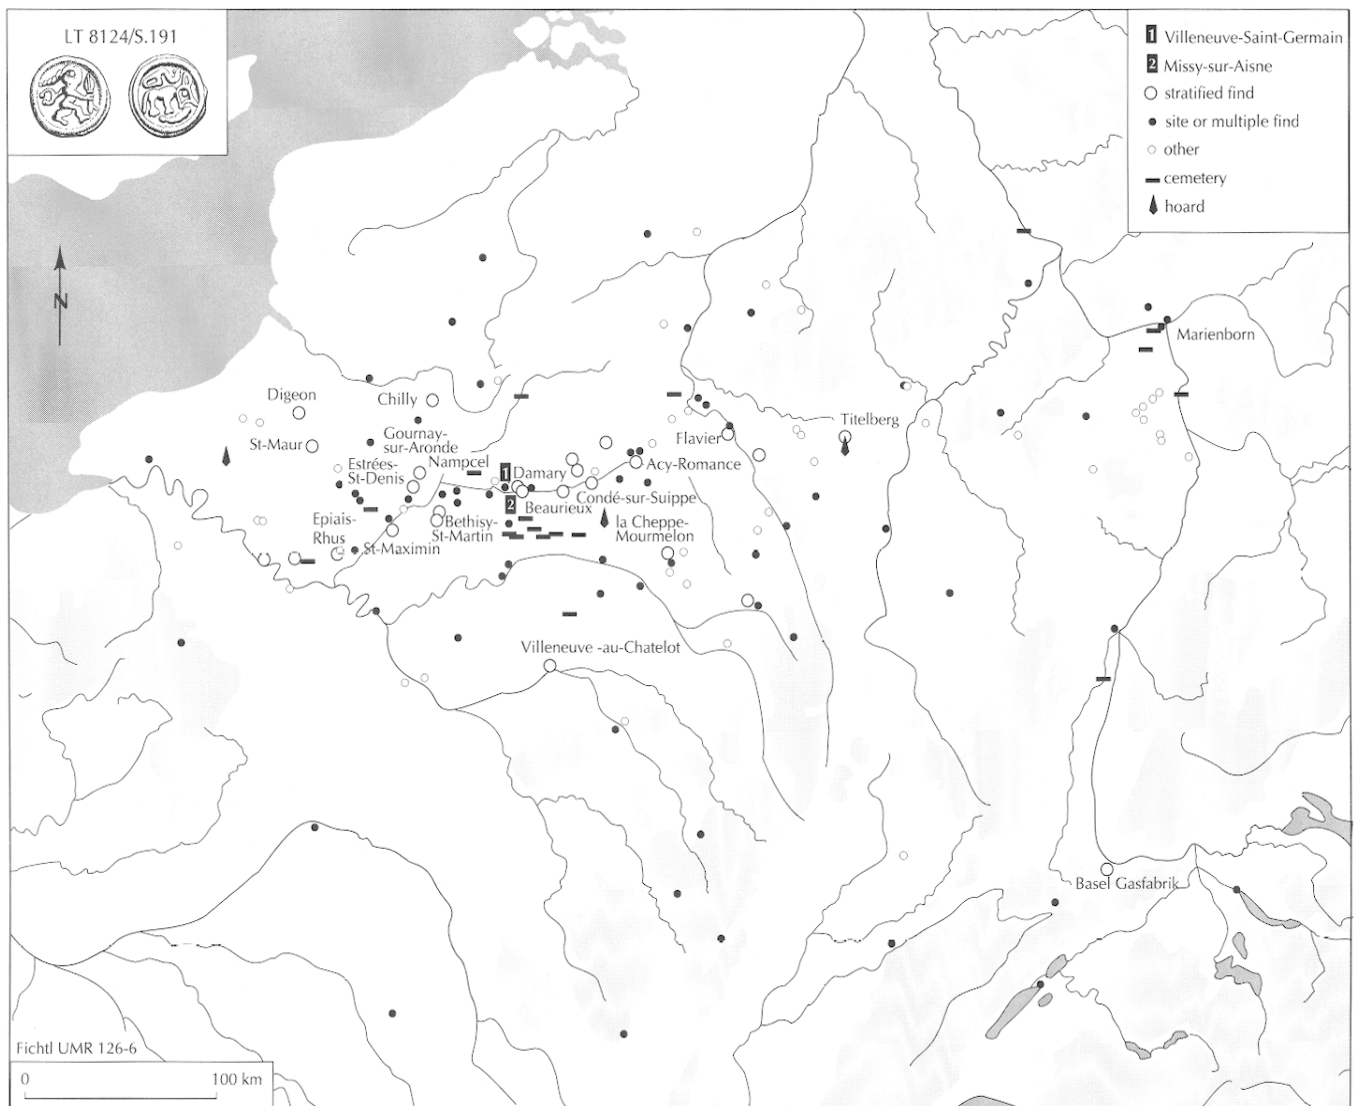 LT 8124/S.191
1 Villeneuve-Saint-Germain
2 Missy-sur-Aisne
stratified find
site or multiple find
other
cemetery
hoard
N
Marienborn
Digeon
Chilly
Titelberg
St-Maur
Gournay-
sur-Aronde
Flavier
Estrées-
St-Denis
Nampcel
1
Damary
Acy-Romance
2
Beaurieux
Condé-sur-Suippe
Epiais-
Rhus
Bethisy-
St-Martin
la Cheppe-
Mourmelon
St-Maximin
Villeneuve -au-Chatelot
Basel Gasfabrik
Fichtl UMR 126-6
0 100 km